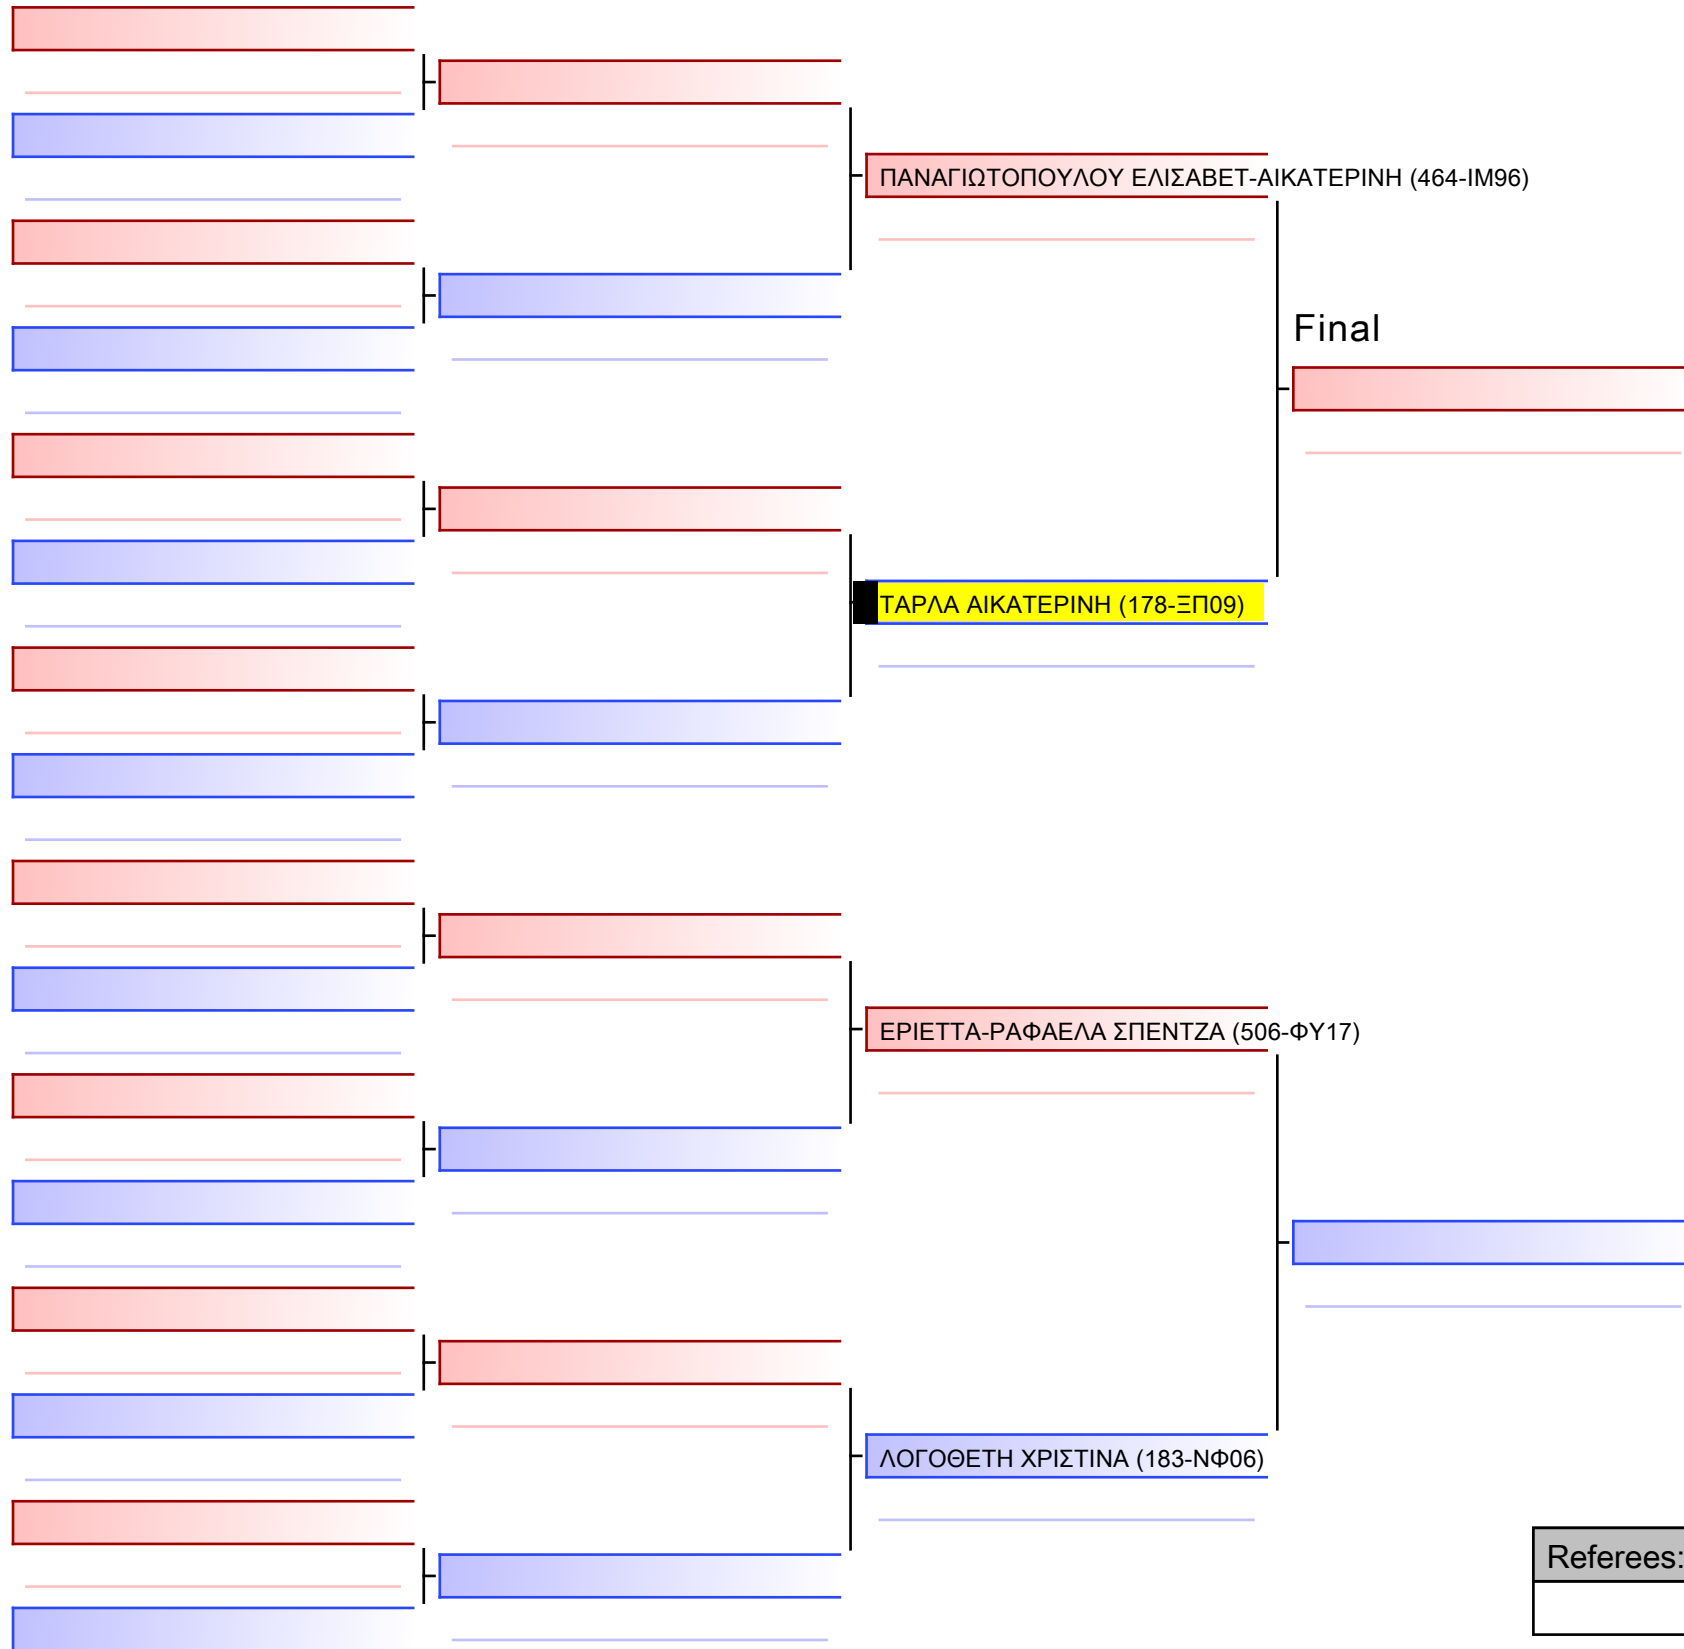 ΠΑΝΑΓΙΩΤΟΠΟΥΛΟΥ ΕΛΙΣΑΒΕΤ-ΑΙΚΑΤΕΡΙΝΗ (464-ΙΜ96)
Final
ΤΑΡΛΑ ΑΙΚΑΤΕΡΙΝΗ (178-ΞΠ09)
ΕΡΙΕΤΤΑ-ΡΑΦΑΕΛΑ ΣΠΕΝΤΖΑ (506-ΦΥ17)
ΛΟΓΟΘΕΤΗ ΧΡΙΣΤΙΝΑ (183-ΝΦ06)
Referees: